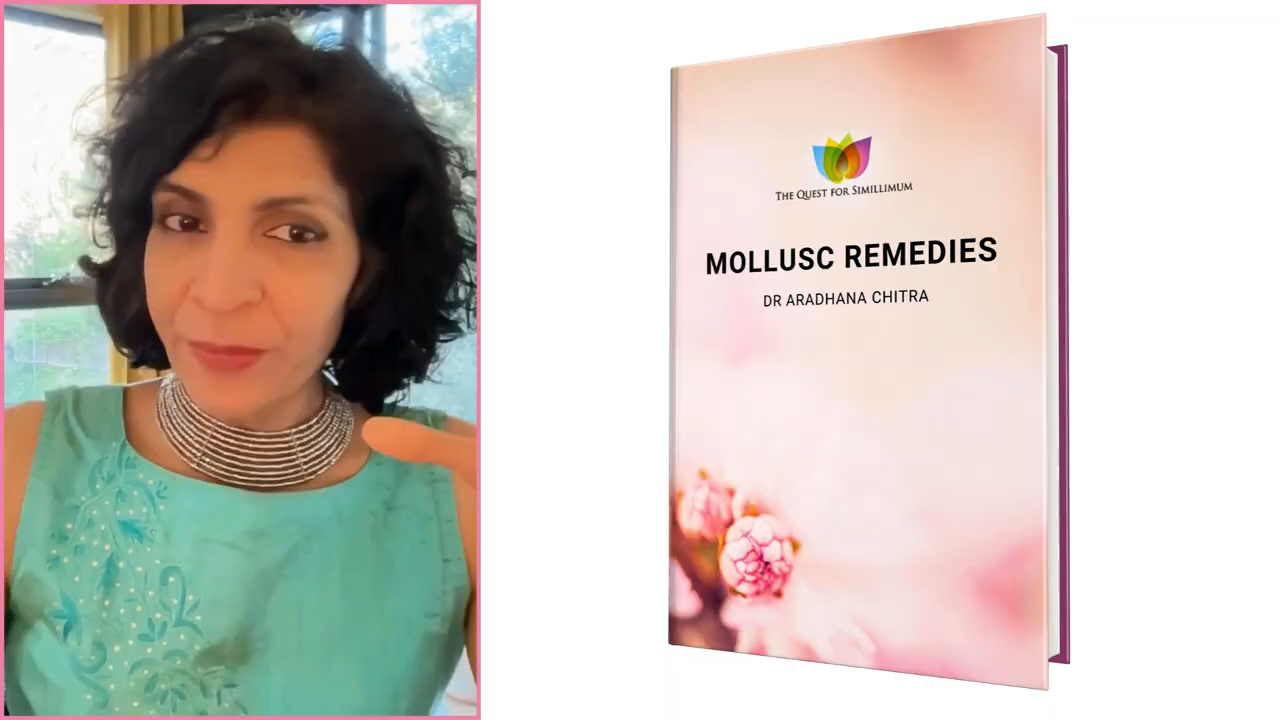 THE QUEST FOR SIMILLIMUM
MOLLUSC REMEDIES
DR ARADHANA CHITRA